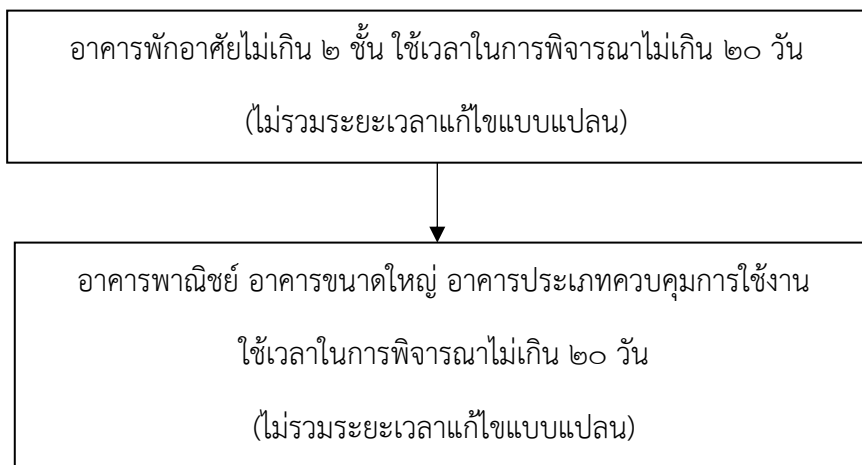 อาคารพักอาศัยไม่เกิน ๒ ชั้น ใช้เวลาในการพิจารณาไม่เกิน ๒๐ วัน
(ไม่รวมระยะเวลาแก้ไขแบบแปลน)
อาคารพาณิชย์ อาคารขนาดใหญ่ อาคารประเภทควบคุมการใช้งาน
ใช้เวลาในการพิจารณาไม่เกิน ๒๐ วัน
(ไม่รวมระยะเวลาแก้ไขแบบแปลน)